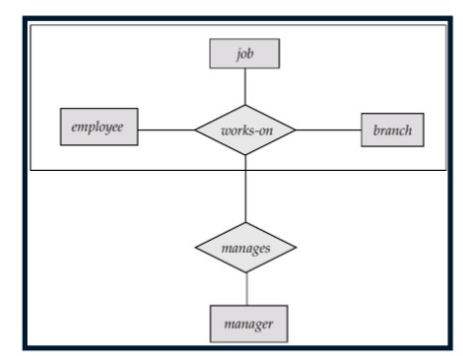 job
employee
works-on
branch
manages
manager